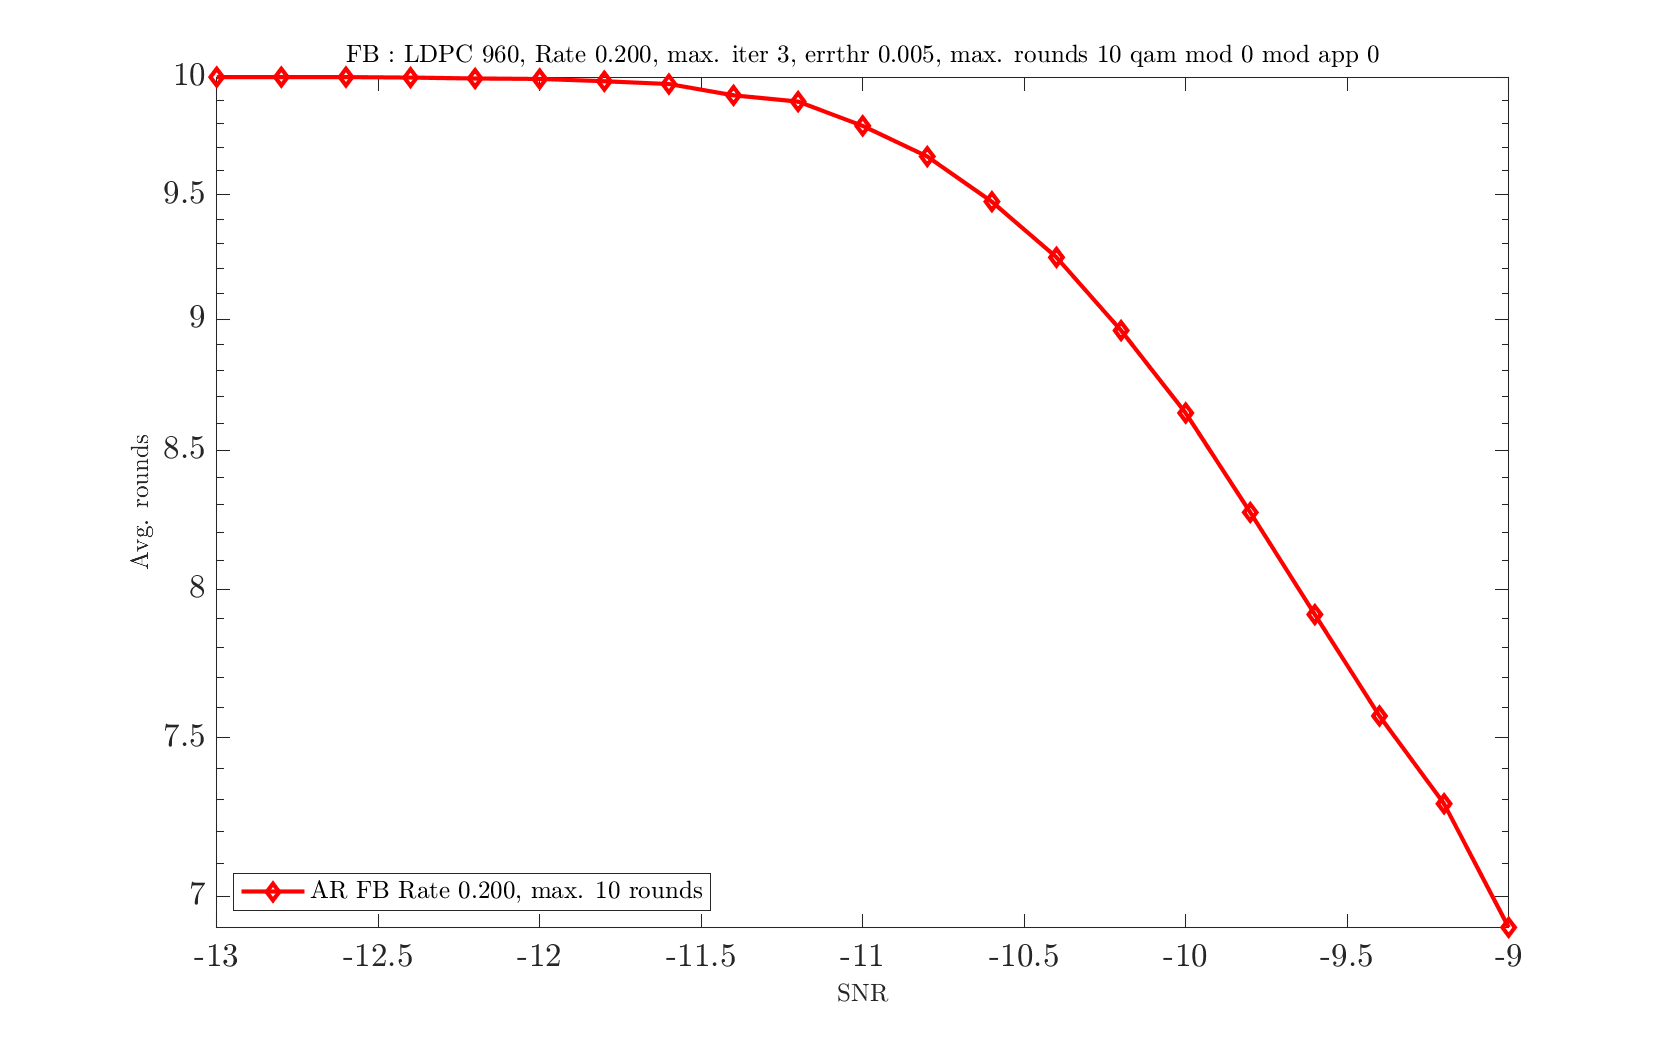 FB : LDPC 960, Rate 0.200, max. iter 3, errthr 0.005, max. rounds 10 qam mod 0 mod app 0
10
9.5
9
8.5
8
7.5
7
Avg. rounds
AR FB Rate 0.200, max. 10 rounds
-13 -12.5 -12 -11.5 -11 -10.5 -10 -9.5 -9
SNR